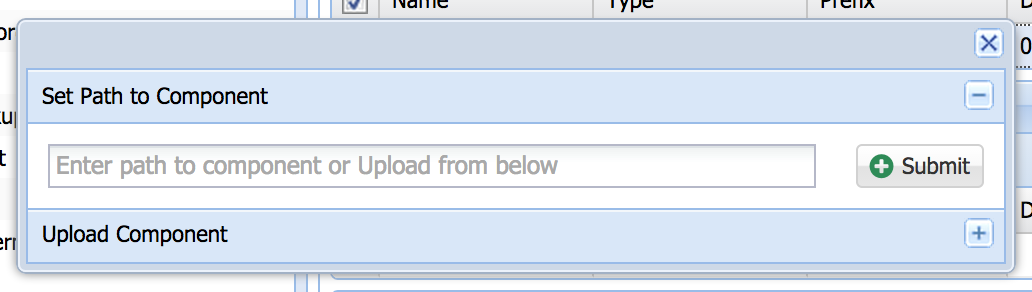 Name Type Prefix
Set Path to Component
Enter path to component or Upload from below
Submit
Upload Component